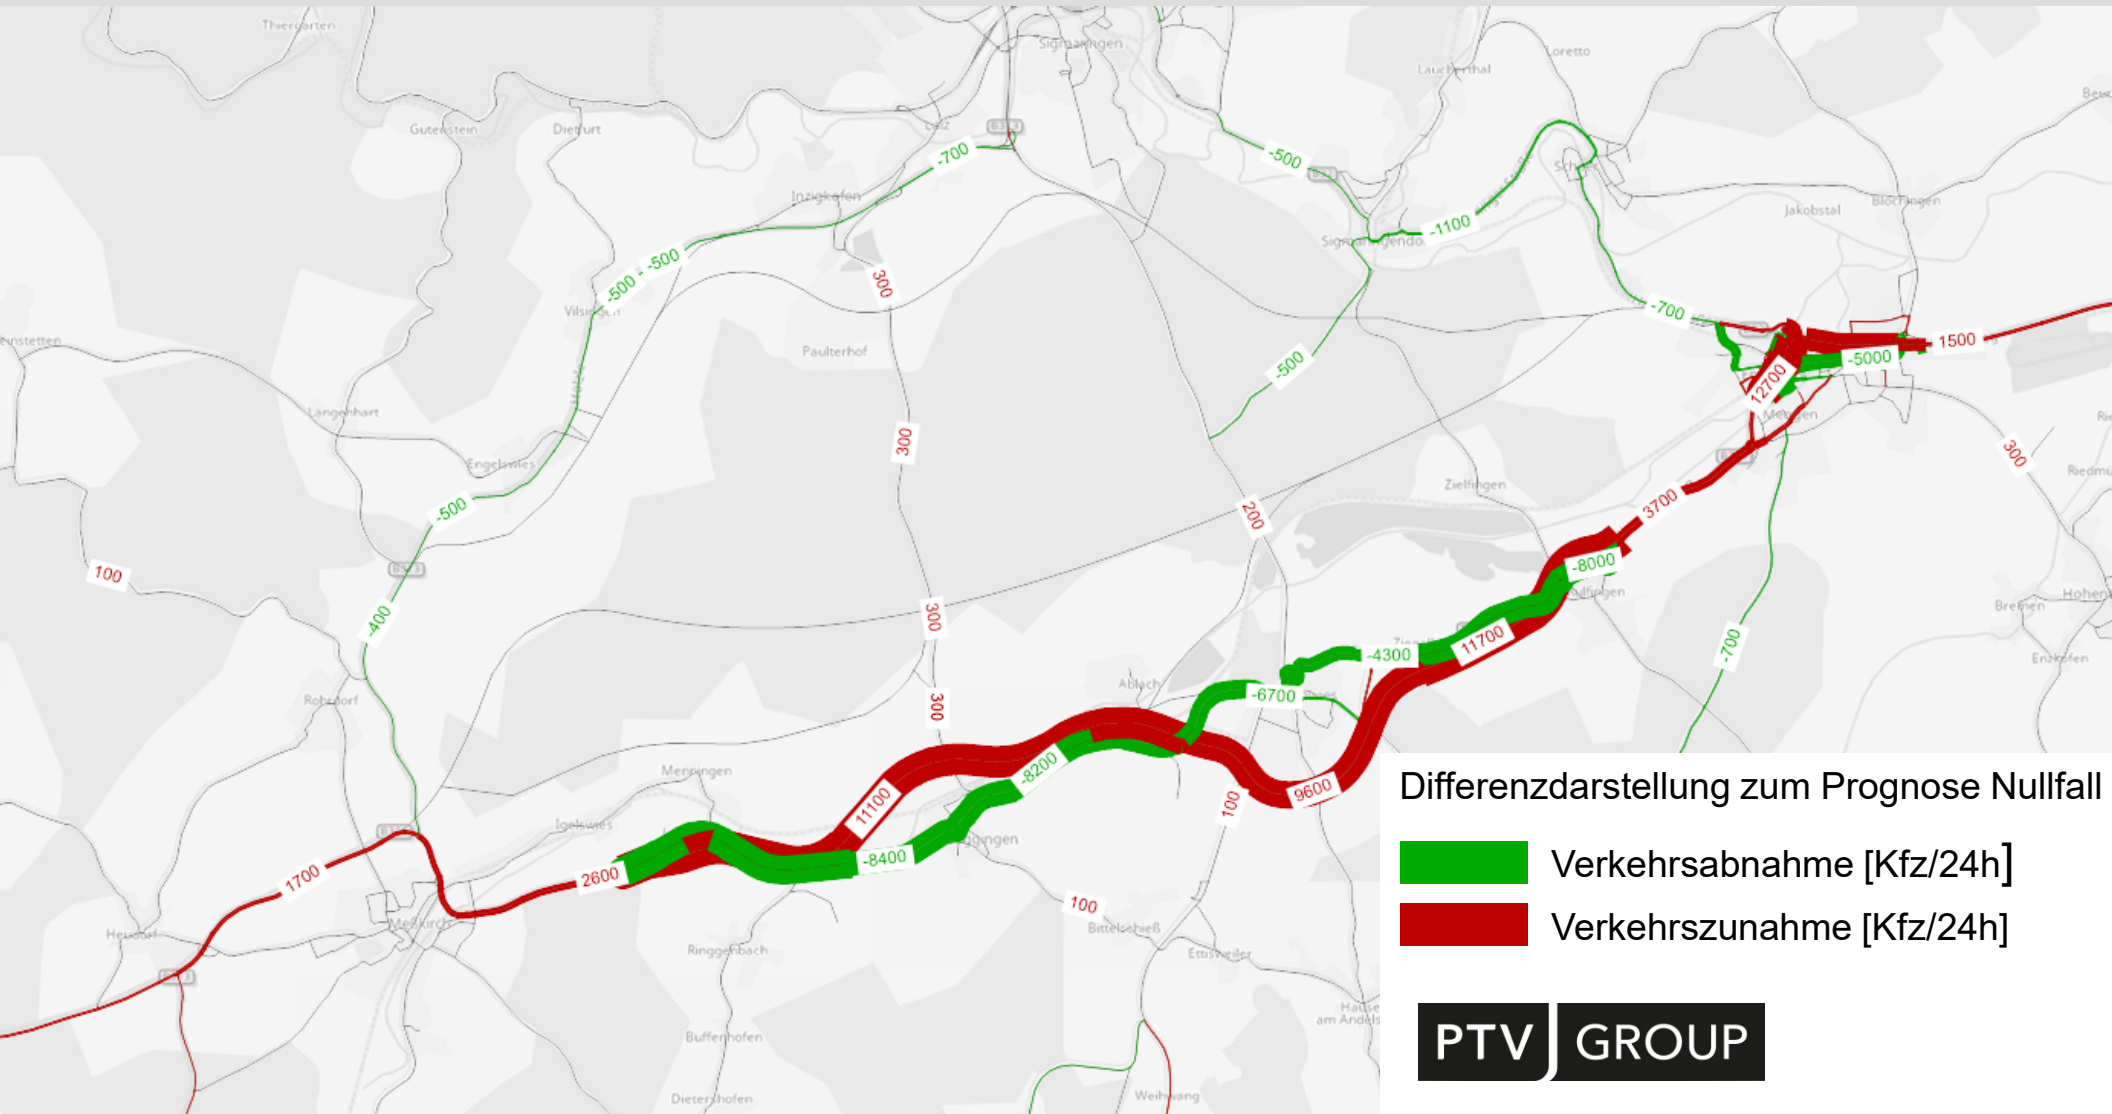 Thiergarten
Sigmaringen
Loretto
Laucherthal
Gutenstein
Dietfurt
-700
-500
Inzigkofen
-1100
Jakobstal
Blochingen
-500
-500
300
Vilsingen
-700
Paulterhof
-500
1500
-5000
12700
Langenhart
Mengen
300
300
Engelswies
-500
Zielfingen
200
3700
100
-8000
-400
300
Bremen
11700
-700
-4300
Enzkofen
Rohrdorf
Ablach
-6700
300
Menningen
-8200
11100
9600
100
Igelswies
-8400
1700
2600
100
Meßkirch
Heudorf
Bittelschieß
Ringgenbach
Ettisweiler
Buffenhofen
Dietershofen
Weihwang
Differenzdarstellung zum Prognose Nullfall
Verkehrsabnahme [Kfz/24h]
Verkehrszunahme [Kfz/24h]
PTV GROUP